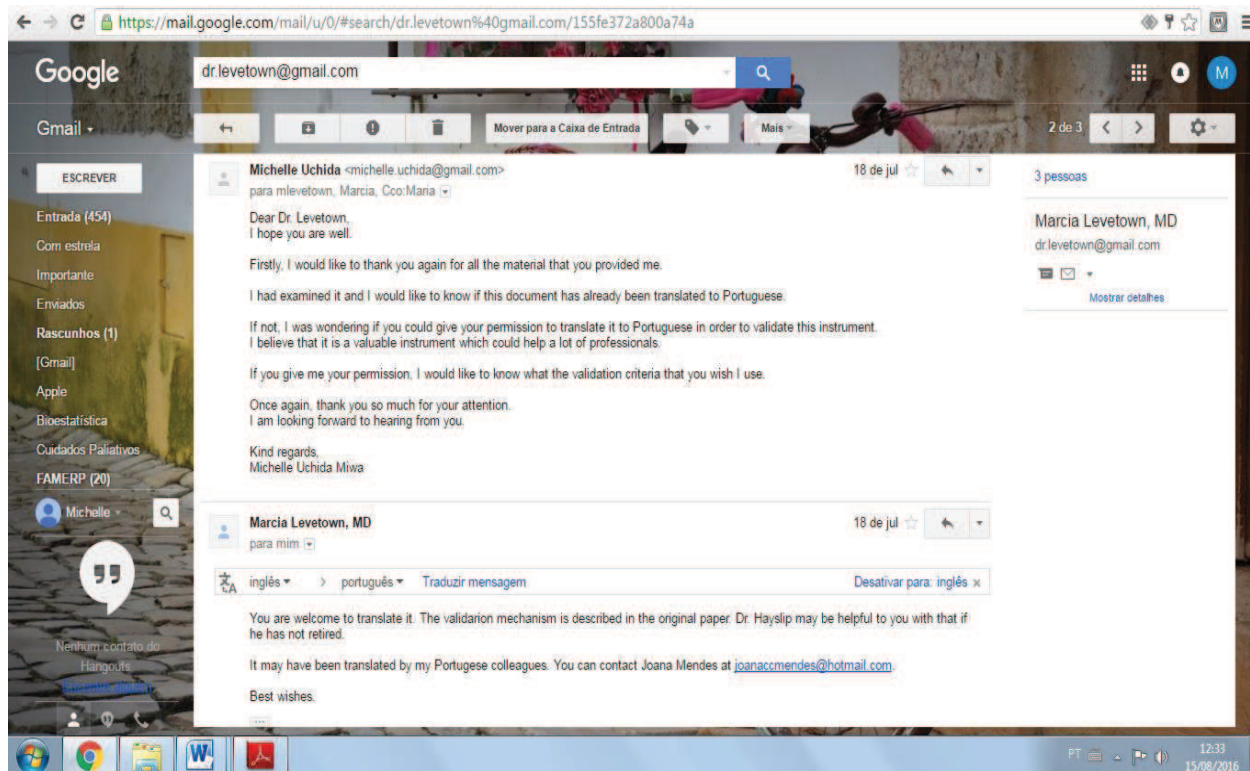 https://mail.google.com/mail/u/0/#search/dr.levetown%40gmail.com/155fe372a800a74a
Google
dr.levetown@gmail.com
M
Gmail
Mover para a Caixa de Entrada
Mais
2 de 3
ESCREVER
Entrada (454)
Com estrela
Importante
Enviados
Rascunhos (1)
[Gmail]
Apple
Bioestatística
Cuidados Paliativos
FAMERP (20)
Michelle
Nenhum contato do
Hangouts
Michelle Uchida <michelle.uchida@gmail.com>
18 de jul
para mlevetown, Marcia, Cco:Maria
Dear Dr. Levetown,
I hope you are well.
Firstly, I would like to thank you again for all the material that you provided me.
I had examined it and I would like to know if this document has already been translated to Portuguese.
If not, I was wondering if you could give your permission to translate it to Portuguese in order to validate this instrument.
I believe that it is a valuable instrument which could help a lot of professionals.
If you give me your permission, I would like to know what the validation criteria that you wish I use.
Once again, thank you so much for your attention.
I am looking forward to hearing from you.
Kind regards,
Michelle Uchida Miwa
Marcia Levetown, MD
18 de jul
para mim
inglês > português Traduzir mensagem
Desativar para: inglês x
You are welcome to translate it. The validarion mechanism is described in the original paper. Dr. Hayslip may be helpful to you with that if
he has not retired.
It may have been translated by my Portugese colleagues. You can contact Joana Mendes at joanaccmendes@hotmail.com.
Best wishes.
3 pessoas
Marcia Levetown, MD
dr.levetown@gmail.com
Mostrar detalhes
PT
12:33
15/08/2016